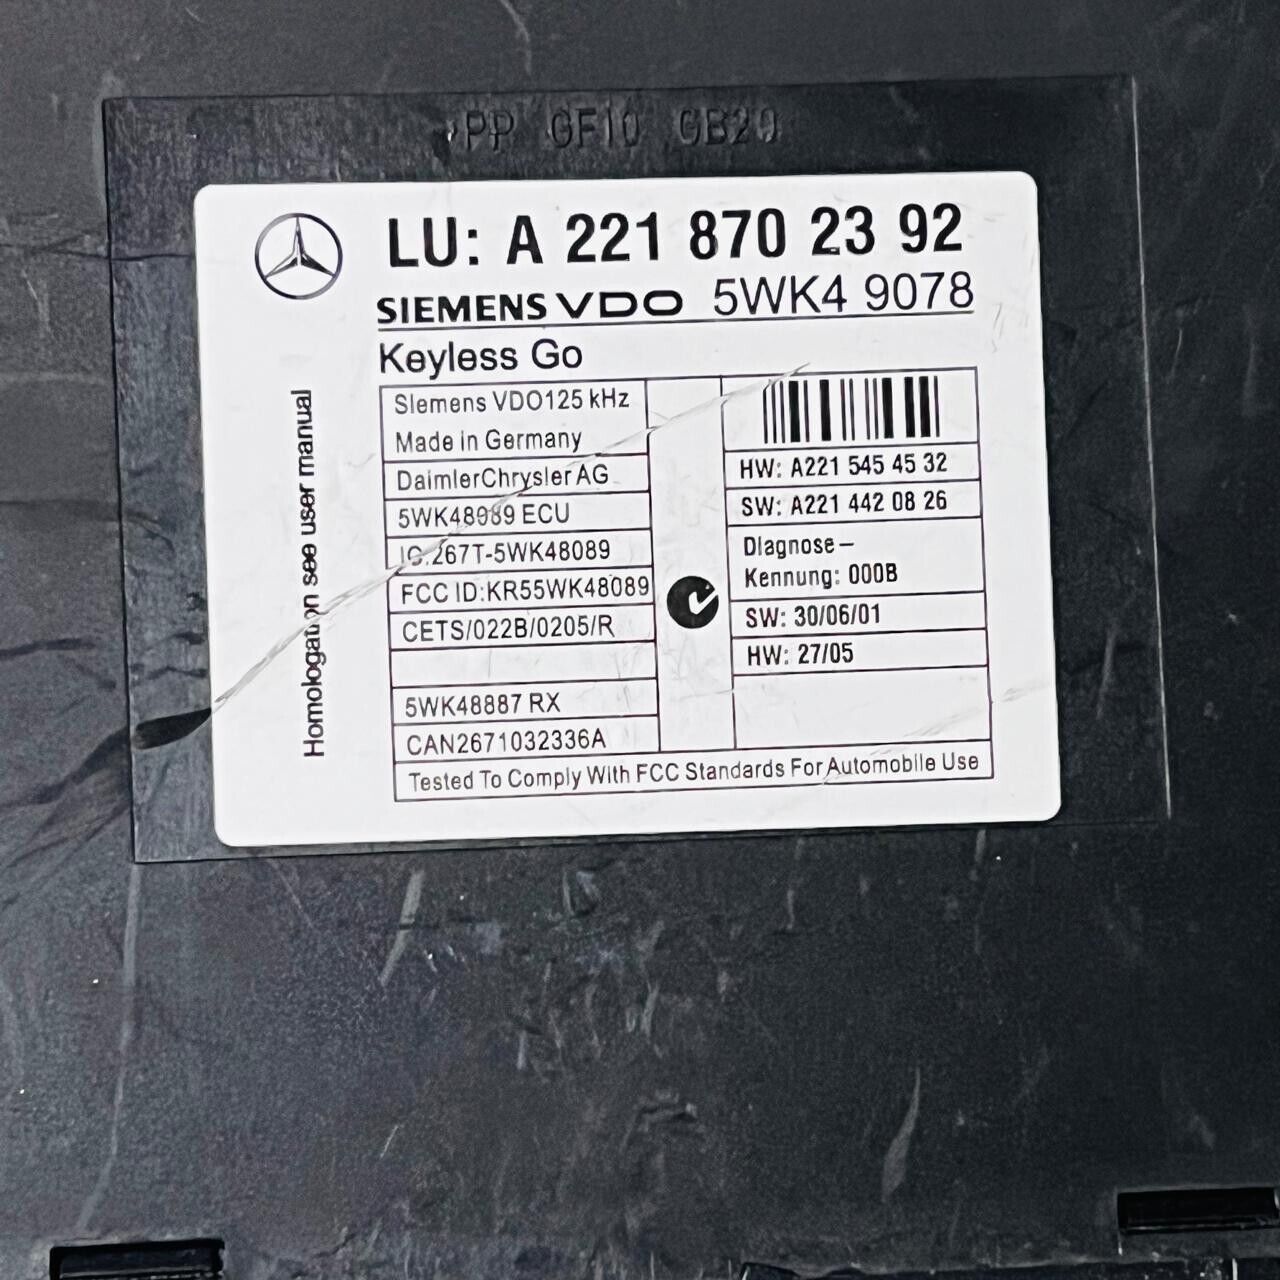 PP GF10 GB20
LU: A 221 870 23 92
SIEMENS VDO 5WK4 9078
Keyless Go
Siemens VDO125 kHz
Made in Germany
DaimlerChrysler AG
5WK48089 ECU
IC:267T-5WK48089
FCC ID:KR55WK48089
CETS/022B/0205/R
5WK48887 RX
CAN2671032336A
HW: A221 545 45 32
SW: A221 442 08 26
Diagnose–
Kennung: 000B
SW: 30/06/01
HW: 27/05
Tested To Comply With FCC Standards For Automobile Use
Homologation see user manual